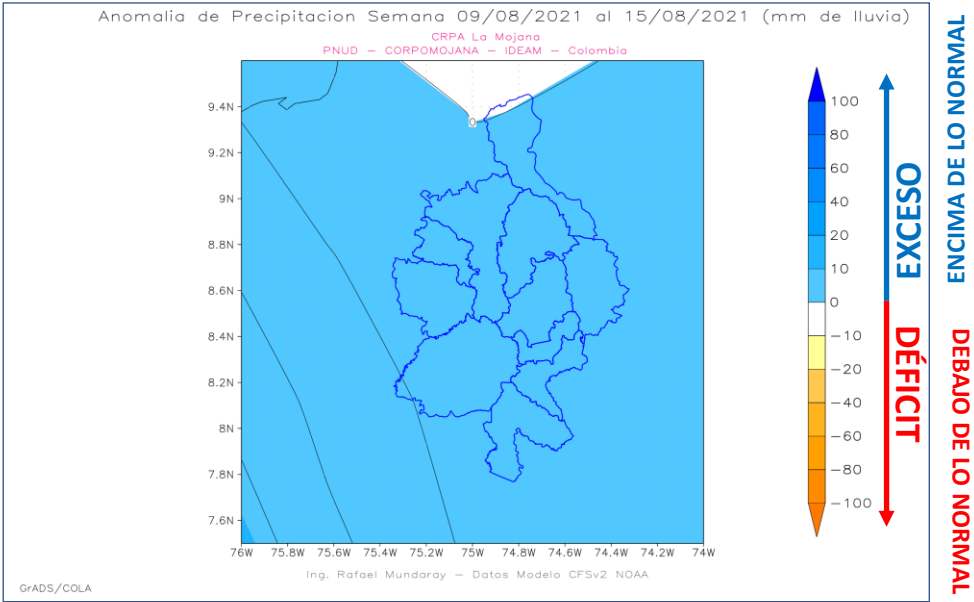 Anomalia de Precipitacion Semana 09/08/2021 al 15/08/2021 (mm de lluvia)
CRPA La Mojana
PNUD – CORPOMOJANA – IDEAM – Colombia
0
9.4N
9.2N
9N
8.8N
8.6N
8.4N
8.2N
8N
7.8N
7.6N
76W 75.8W 75.6W 75.4W 75.2W 75W 74.8W 74.6W 74.4W 74.2W 74W
Ing. Rafael Mundaray – Datos Modelo CFSv2 NOAA
GrADS/COLA
100
80
60
40
20
10
0
−10
−20
−40
−60
−80
−100
EXCESO
DÉFICIT
ENCIMA DE LO NORMAL
DEBAJO DE LO NORMAL